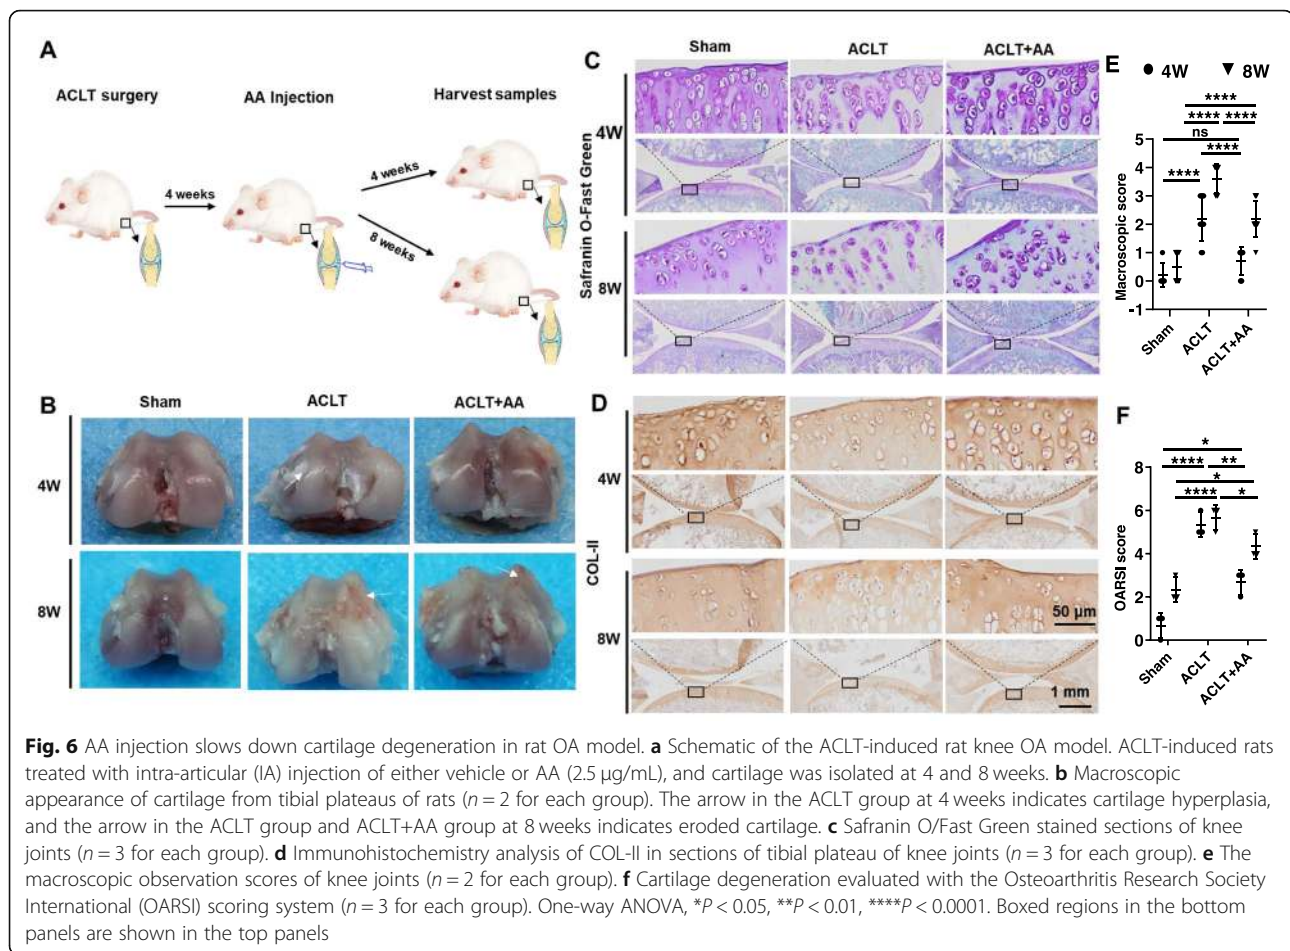 A
ACLT surgery
AA Injection
Harvest samples
4 weeks
4 weeks
8 weeks
B
Sham
ACLT
ACLT+AA
4W
8W
C
Sham
ACLT
ACLT+AA
Safranin O-Fast Green
4W
8W
D
COL-II
4W
8W
50 µm
1 mm
E
4W
8W
****
**** ****
ns
****
****
Macroscopic score
5
4
3
2
1
0
-1
Sham
ACLT
ACLT+AA
F
*
**** **
*
**** *
OARSI score
8
6
4
2
0
Sham
ACLT
ACLT+AA
Fig. 6 AA injection slows down cartilage degeneration in rat OA model. a Schematic of the ACLT-induced rat knee OA model. ACLT-induced rats
treated with intra-articular (IA) injection of either vehicle or AA (2.5 µg/mL), and cartilage was isolated at 4 and 8 weeks. b Macroscopic
appearance of cartilage from tibial plateaus of rats (n = 2 for each group). The arrow in the ACLT group at 4 weeks indicates cartilage hyperplasia,
and the arrow in the ACLT group and ACLT+AA group at 8 weeks indicates eroded cartilage. c Safranin O/Fast Green stained sections of knee
joints (n = 3 for each group). d Immunohistochemistry analysis of COL-II in sections of tibial plateau of knee joints (n = 3 for each group). e The
macroscopic observation scores of knee joints (n = 2 for each group). f Cartilage degeneration evaluated with the Osteoarthritis Research Society
International (OARSI) scoring system (n = 3 for each group). One-way ANOVA, *P < 0.05, **P < 0.01, ****P < 0.0001. Boxed regions in the bottom
panels are shown in the top panels